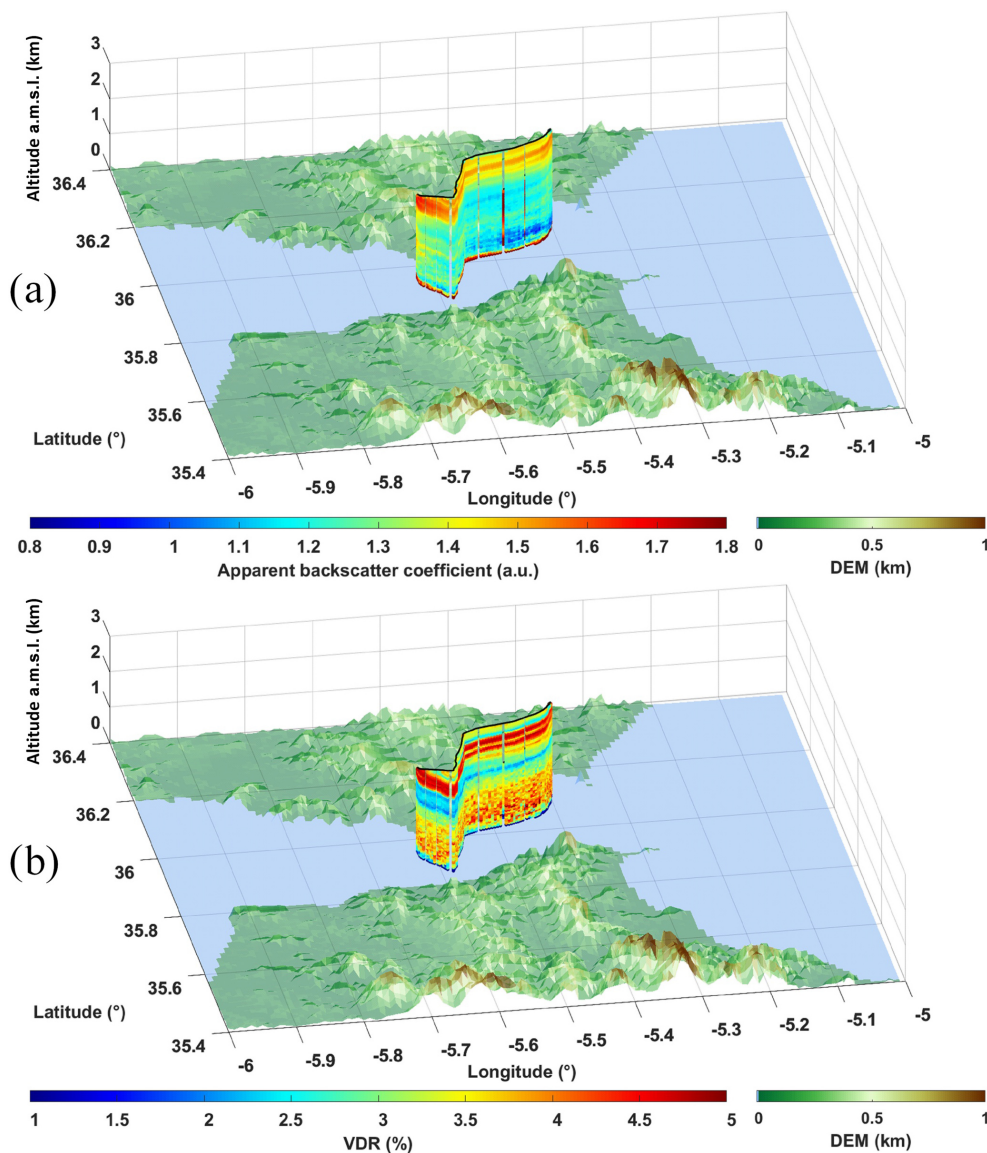 Altitude a.m.s.l. (km)
3
2
1
0
36.4
36.2
36
35.8
35.6
35.4
Latitude (°)
(a)
-6
-5.9
-5.8
-5.7
-5.6
-5.5
-5.4
-5.3
-5.2
-5.1
-5
Longitude (°)
0.8 0.9 1 1.1 1.2 1.3 1.4 1.5 1.6 1.7 1.8
Apparent backscatter coefficient (a.u.)
0 0.5 1
DEM (km)
Altitude a.m.s.l. (km)
3
2
1
0
36.4
36.2
36
35.8
35.6
35.4
Latitude (°)
(b)
-6
-5.9
-5.8
-5.7
-5.6
-5.5
-5.4
-5.3
-5.2
-5.1
-5
Longitude (°)
1 1.5 2 2.5 3 3.5 4 4.5 5
VDR (%)
0 0.5 1
DEM (km)